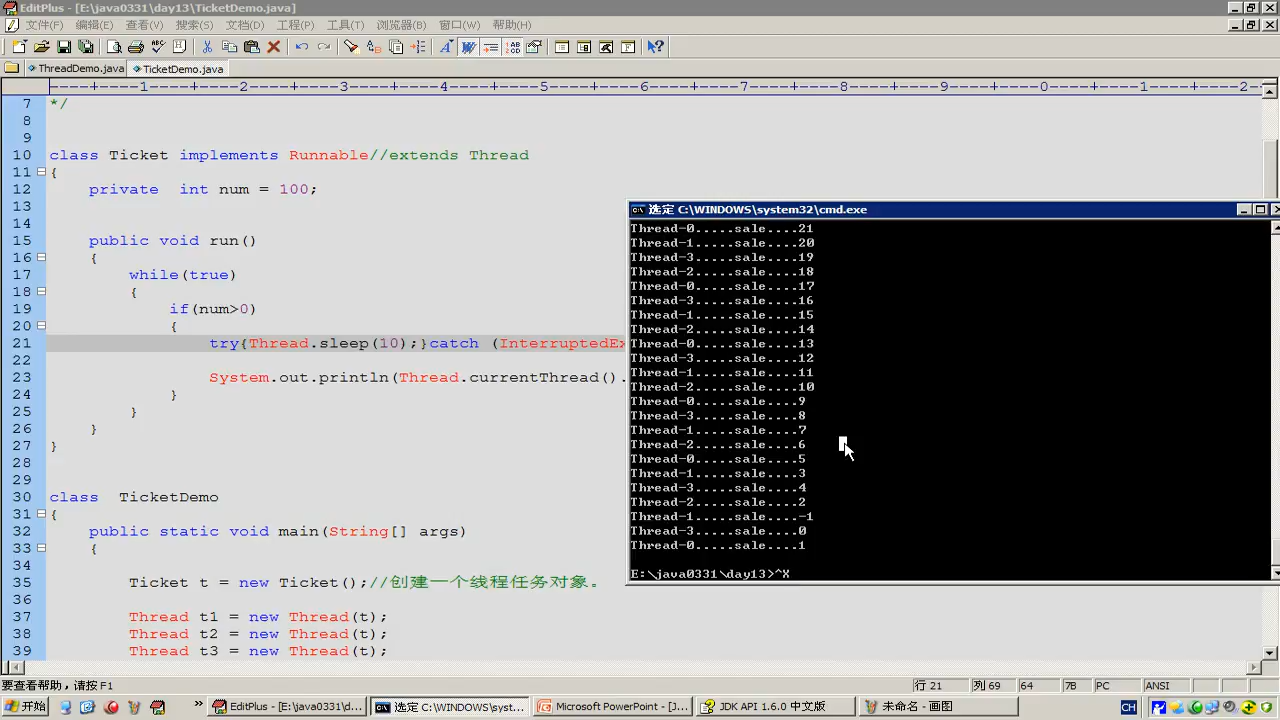 EditPlus - [E:\java0331\day13\TicketDemo.java]
文件(F) 编辑(E) 查看(V) 搜索(S) 文档(D) 工程(P) 工具(T) 浏览器(B) 窗口(W) 帮助(H)
ThreadDemo.java TicketDemo.java
----+----1----+----2----+----3----+----4----+----5----+----6----+----7----+----8----+----9----+----0----+----1----+----2--
7 */
8
9
10 class Ticket implements Runnable//extends Thread
11 {
12 private int num = 100;
13
14
15 public void run()
16 {
17 while(true)
18 {
19 if(num>0)
20 {
21 try{Thread.sleep(10);}catch (InterruptedEx
22
23 System.out.println(Thread.currentThread().
24 }
25 }
26 }
27 }
28
29
30 class TicketDemo
31 {
32 public static void main(String[] args)
33 {
34
35 Ticket t = new Ticket();//创建一个线程任务对象。
36
37 Thread t1 = new Thread(t);
38 Thread t2 = new Thread(t);
39 Thread t3 = new Thread(t);
选定 C:\WINDOWS\system32\cmd.exe
Thread-0.....sale....21
Thread-1.....sale....20
Thread-3.....sale....19
Thread-2.....sale....18
Thread-0.....sale....17
Thread-3.....sale....16
Thread-1.....sale....15
Thread-2.....sale....14
Thread-0.....sale....13
Thread-3.....sale....12
Thread-1.....sale....11
Thread-2.....sale....10
Thread-0.....sale....9
Thread-3.....sale....8
Thread-1.....sale....7
Thread-2.....sale....6
Thread-0.....sale....5
Thread-1.....sale....3
Thread-3.....sale....4
Thread-2.....sale....2
Thread-1.....sale....-1
Thread-3.....sale....0
Thread-0.....sale....1
E:\java0331\day13>^X
要查看帮助，请按 F1 行 21 列 69 64 7B PC ANSI
开始 EditPlus - [E:\java0331\d... 选定 C:\WINDOWS\syst... Microsoft PowerPoint - [... JDK API 1.6.0 中文版 未命名 - 画图 CH